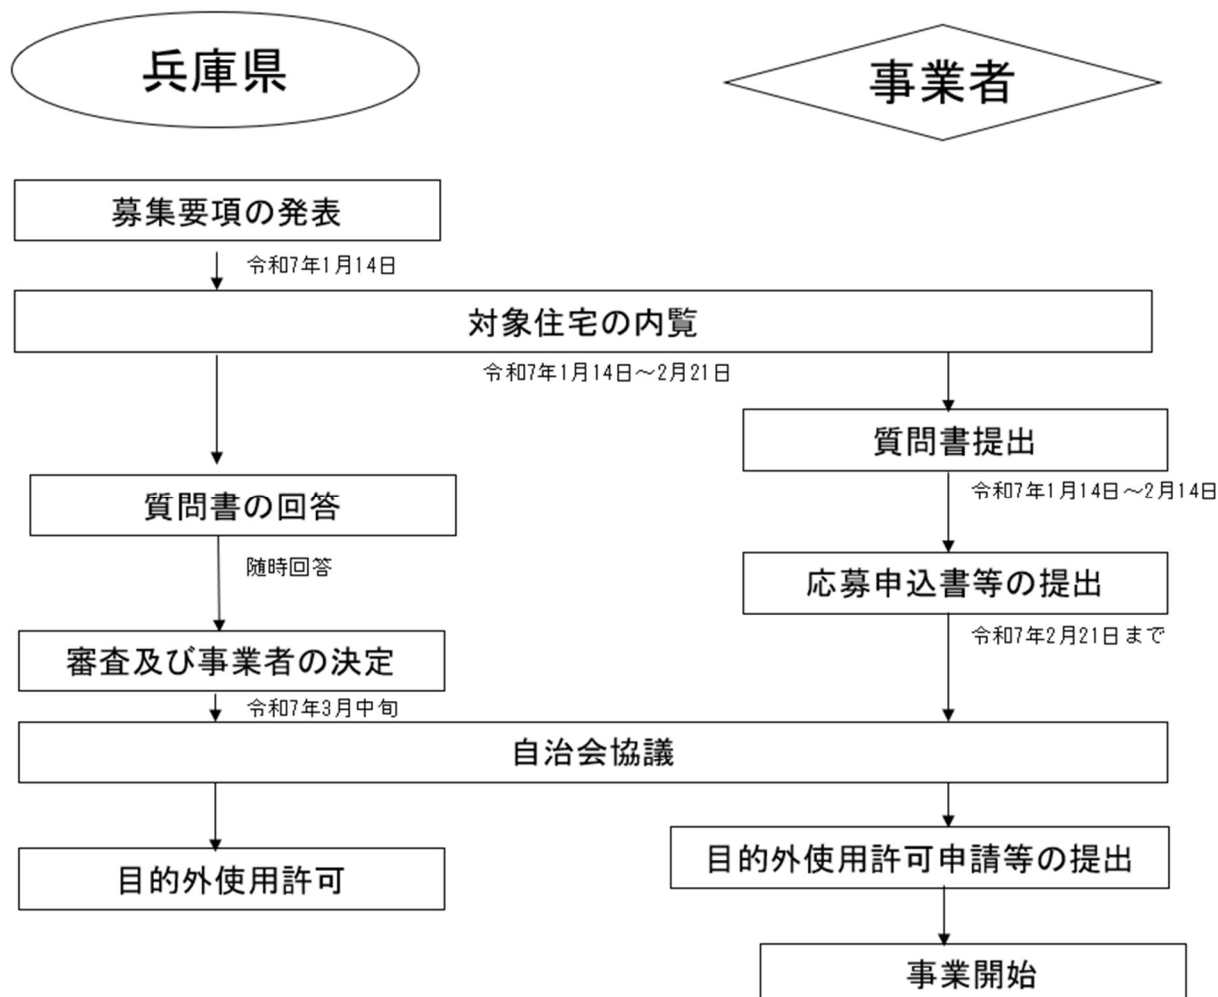 兵庫県
事業者
募集要項の発表
令和7年1月14日
対象住宅の内覧
令和7年1月14日～2月21日
質問書提出
令和7年1月14日～2月14日
質問書の回答
随時回答
応募申込書等の提出
令和7年2月21日まで
審査及び事業者の決定
令和7年3月中旬
自治会協議
目的外使用許可申請等の提出
目的外使用許可
事業開始